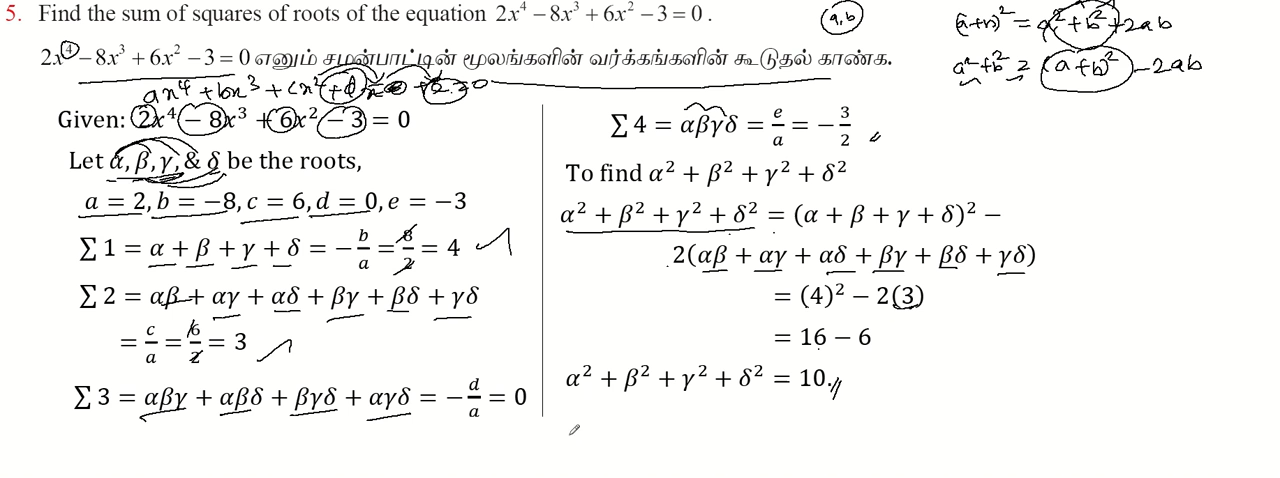 5. Find the sum of squares of roots of the equation 2x⁴ − 8x³ + 6x² − 3 = 0 .
2x⁴ − 8x³ + 6x² − 3 = 0 எனும் சமன்பாட்டின் மூலங்களின் வர்க்கங்களின் கூடுதல் காண்க.
a, b
(a+b)² = a²+b²+2ab
a²+b² = (a+b)² − 2ab
Given: 2x⁴ − 8x³ + 6x² − 3 = 0
Let α, β, γ, & δ be the roots,
a = 2, b = −8, c = 6, d = 0, e = −3
∑ 1 = α + β + γ + δ = − b/a = 8/2 = 4
∑ 2 = αβ + αγ + αδ + βγ + βδ + γδ
= c/a = 6/2 = 3
∑ 3 = αβγ + αβδ + βγδ + αγδ = − d/a = 0
∑ 4 = αβγδ = e/a = − 3/2
To find α² + β² + γ² + δ²
α² + β² + γ² + δ² = (α + β + γ + δ)² −
2(αβ + αγ + αδ + βγ + βδ + γδ)
= (4)² − 2(3)
= 16 − 6
α² + β² + γ² + δ² = 10.